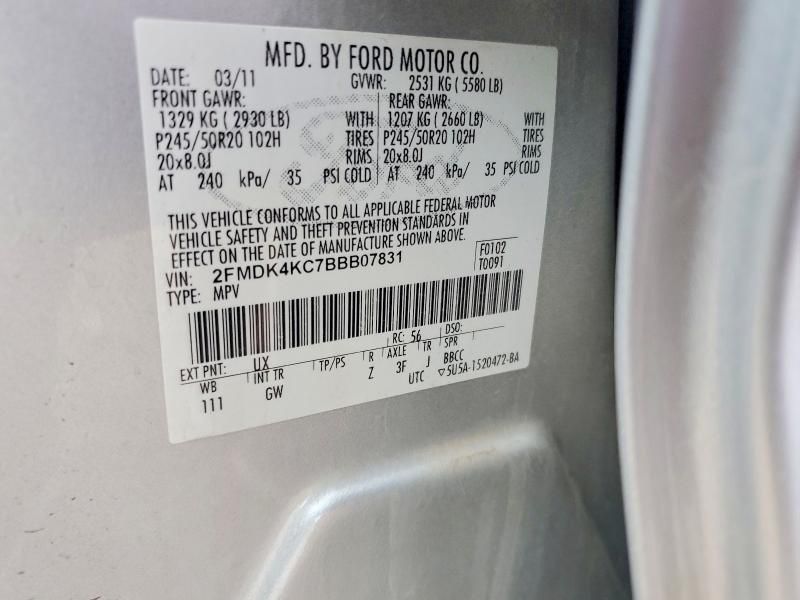 MFD. BY FORD MOTOR CO.
DATE: 03/11 GVWR: 2531 KG ( 5580 LB)
FRONT GAWR: REAR GAWR:
1329 KG ( 2930 LB) WITH 1207 KG ( 2660 LB) WITH
P245/50R20 102H TIRES P245/50R20 102H TIRES
20x8.0J RIMS 20x8.0J RIMS
AT 240 kPa/ 35 PSI COLD AT 240 kPa/ 35 PSI COLD
THIS VEHICLE CONFORMS TO ALL APPLICABLE FEDERAL MOTOR
VEHICLE SAFETY AND THEFT PREVENTION STANDARDS IN
EFFECT ON THE DATE OF MANUFACTURE SHOWN ABOVE.
VIN: 2FMDK4KC7BBB07831 F0102
TYPE: MPV T0091
EXT PNT: UX RC: 56 DSO:
WB INT TR TP/PS R AXLE TR SPR
111 GW Z 3F J BBCC
UTC ▽5U5A-1520472-BA